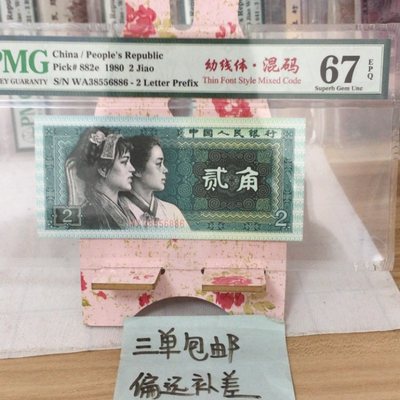 PMG
China / People's Republic
Pick# 882e 1980 2 Jiao
S/N WA38556886 - 2 Letter Prefix
幼线体·混码
Thin Font Style Mixed Code
67
EPQ
Superb Gem Unc
中国人民银行
贰角
2
2
三单包邮
偏远补差